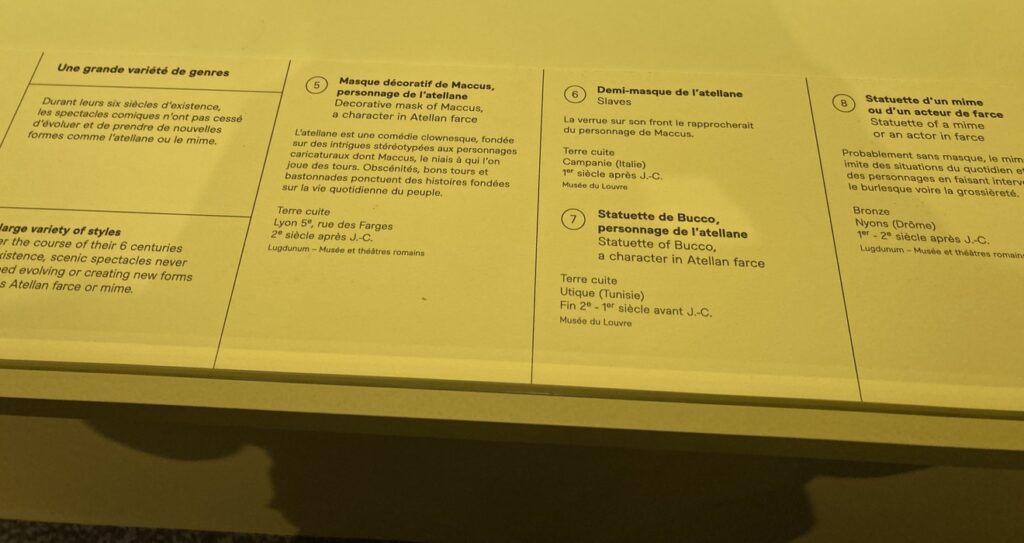 Une grande variété de genres
Durant leurs six siècles d'existence,
les spectacles comiques n'ont pas cessé
d'évoluer et de prendre de nouvelles
formes comme l'atellane ou le mime.
large variety of styles
the course of their 6 centuries
scenic spectacles never
evolving or creating new forms
Atellan farce or mime.
5 Masque décoratif de Maccus,
personnage de l'atellane
Decorative mask of Maccus,
a character in Atellan farce
L'atellane est une comédie clownesque, fondée
sur des intrigues stéréotypées aux personnages
caricaturaux dont Maccus, le niais à qui l'on
joue des tours. Obscénités, bons tours et
bastonnades ponctuent des histoires fondées
sur la vie quotidienne du peuple.
Terre cuite
Lyon 5e, rue des Farges
2e siècle après J.-C.
Lugdunum – Musée et théâtres romains
6 Demi-masque de l'atellane
Slaves
La verrue sur son front le rapprocherait
du personnage de Maccus.
Terre cuite
Campanie (Italie)
1er siècle après J.-C.
Musée du Louvre
7 Statuette de Bucco,
personnage de l'atellane
Statuette of Bucco,
a character in Atellan farce
Terre cuite
Utique (Tunisie)
Fin 2e - 1er siècle avant J.-C.
Musée du Louvre
8 Statuette d'un mime
ou d'un acteur de farce
Statuette of a mime
or an actor in farce
Probablement sans masque, le mim
imite des situations du quotidien et
des personnages en faisant interv
le burlesque voire la grossièreté.
Bronze
Nyons (Drôme)
1er - 2e siècle après J.-C.
Lugdunum – Musée et théâtres romains